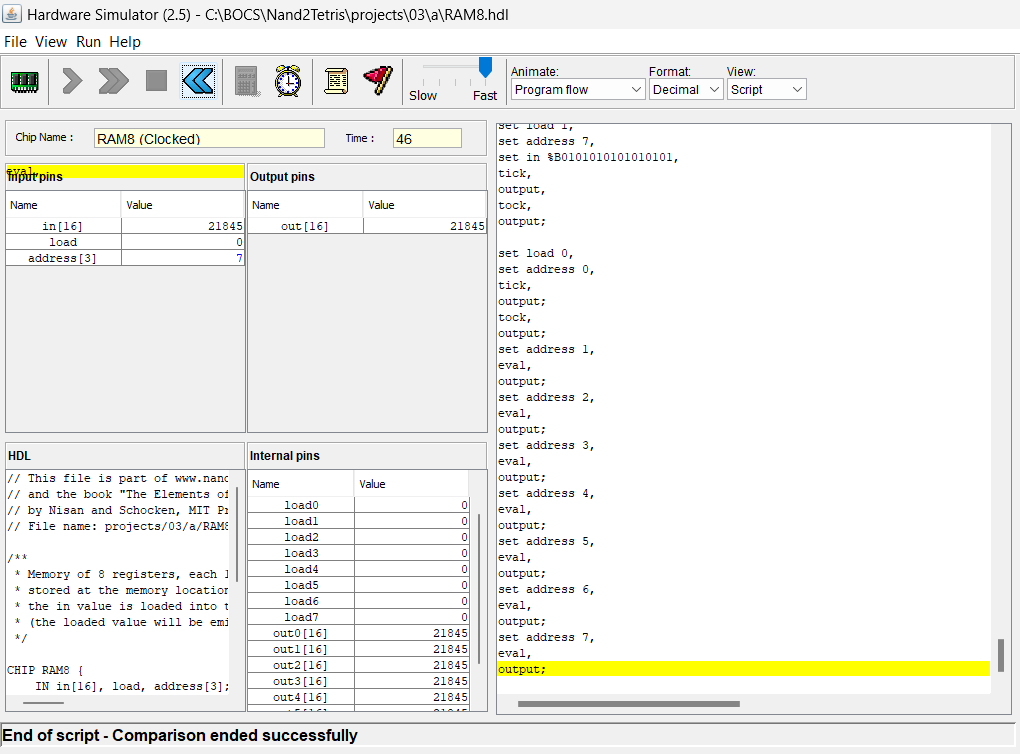 Hardware Simulator (2.5) - C:\BOCS\Nand2Tetris\projects\03\a\RAM8.hdl
File View Run Help
Slow Fast
Animate:
Program flow
Format:
Decimal
View:
Script
Chip Name :
RAM8 (Clocked)
Time :
46
eval,
Input pins
Name Value
in[16] 21845
load 0
address[3] 7
Output pins
Name Value
out[16] 21845
HDL
// This file is part of www.nand
// and the book "The Elements of
// by Nisan and Schocken, MIT Pr
// File name: projects/03/a/RAM8
/**
* Memory of 8 registers, each 1
* stored at the memory location
* the in value is loaded into t
* (the loaded value will be emi
*/
CHIP RAM8 {
IN in[16], load, address[3];
Internal pins
Name Value
load0 0
load1 0
load2 0
load3 0
load4 0
load5 0
load6 0
load7 0
out0[16] 21845
out1[16] 21845
out2[16] 21845
out3[16] 21845
out4[16] 21845
set load 1,
set address 7,
set in %B0101010101010101,
tick,
output,
tock,
output;
set load 0,
set address 0,
tick,
output;
tock,
output;
set address 1,
eval,
output;
set address 2,
eval,
output;
set address 3,
eval,
output;
set address 4,
eval,
output;
set address 5,
eval,
output;
set address 6,
eval,
output;
set address 7,
eval,
output;
End of script - Comparison ended successfully